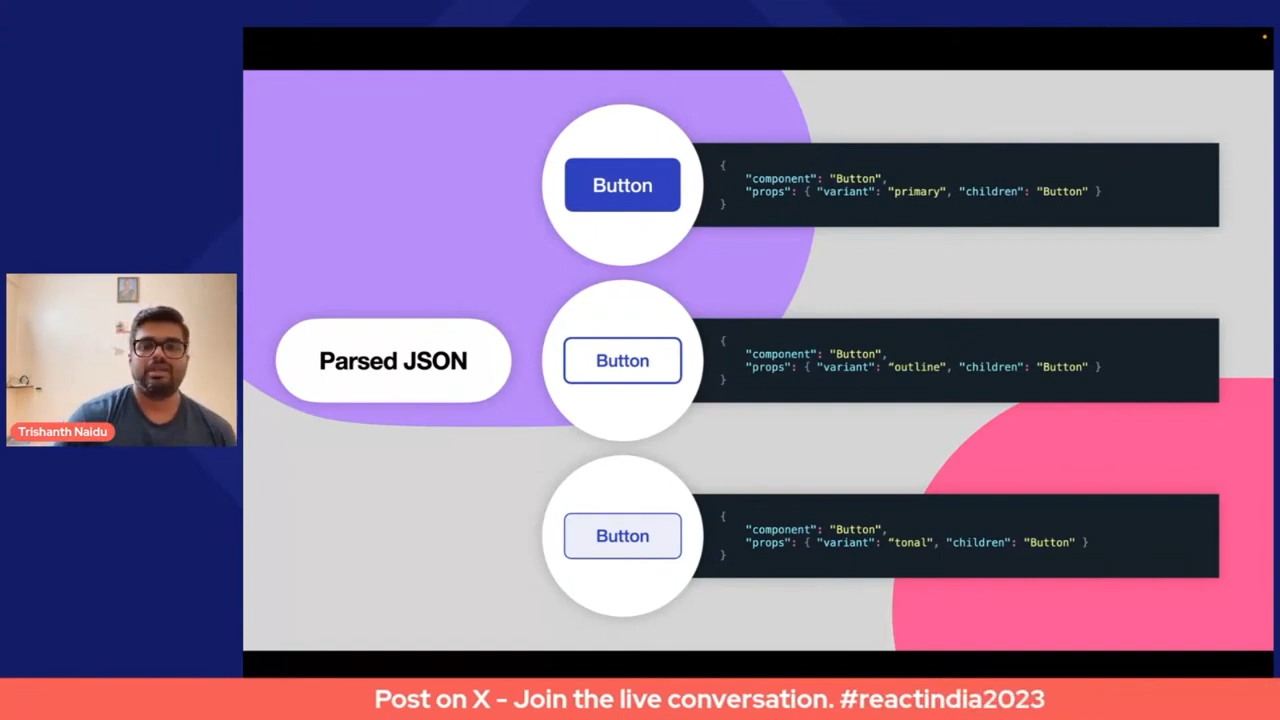 Button
{
"component": "Button",
"props": { "variant": "primary", "children": "Button" }
}
Parsed JSON
Button
{
"component": "Button",
"props": { "variant": “outline”, "children": "Button" }
}
Button
{
"component": "Button",
"props": { "variant": “tonal”, "children": "Button" }
}
Trishanth Naidu
Post on X - Join the live conversation. #reactindia2023